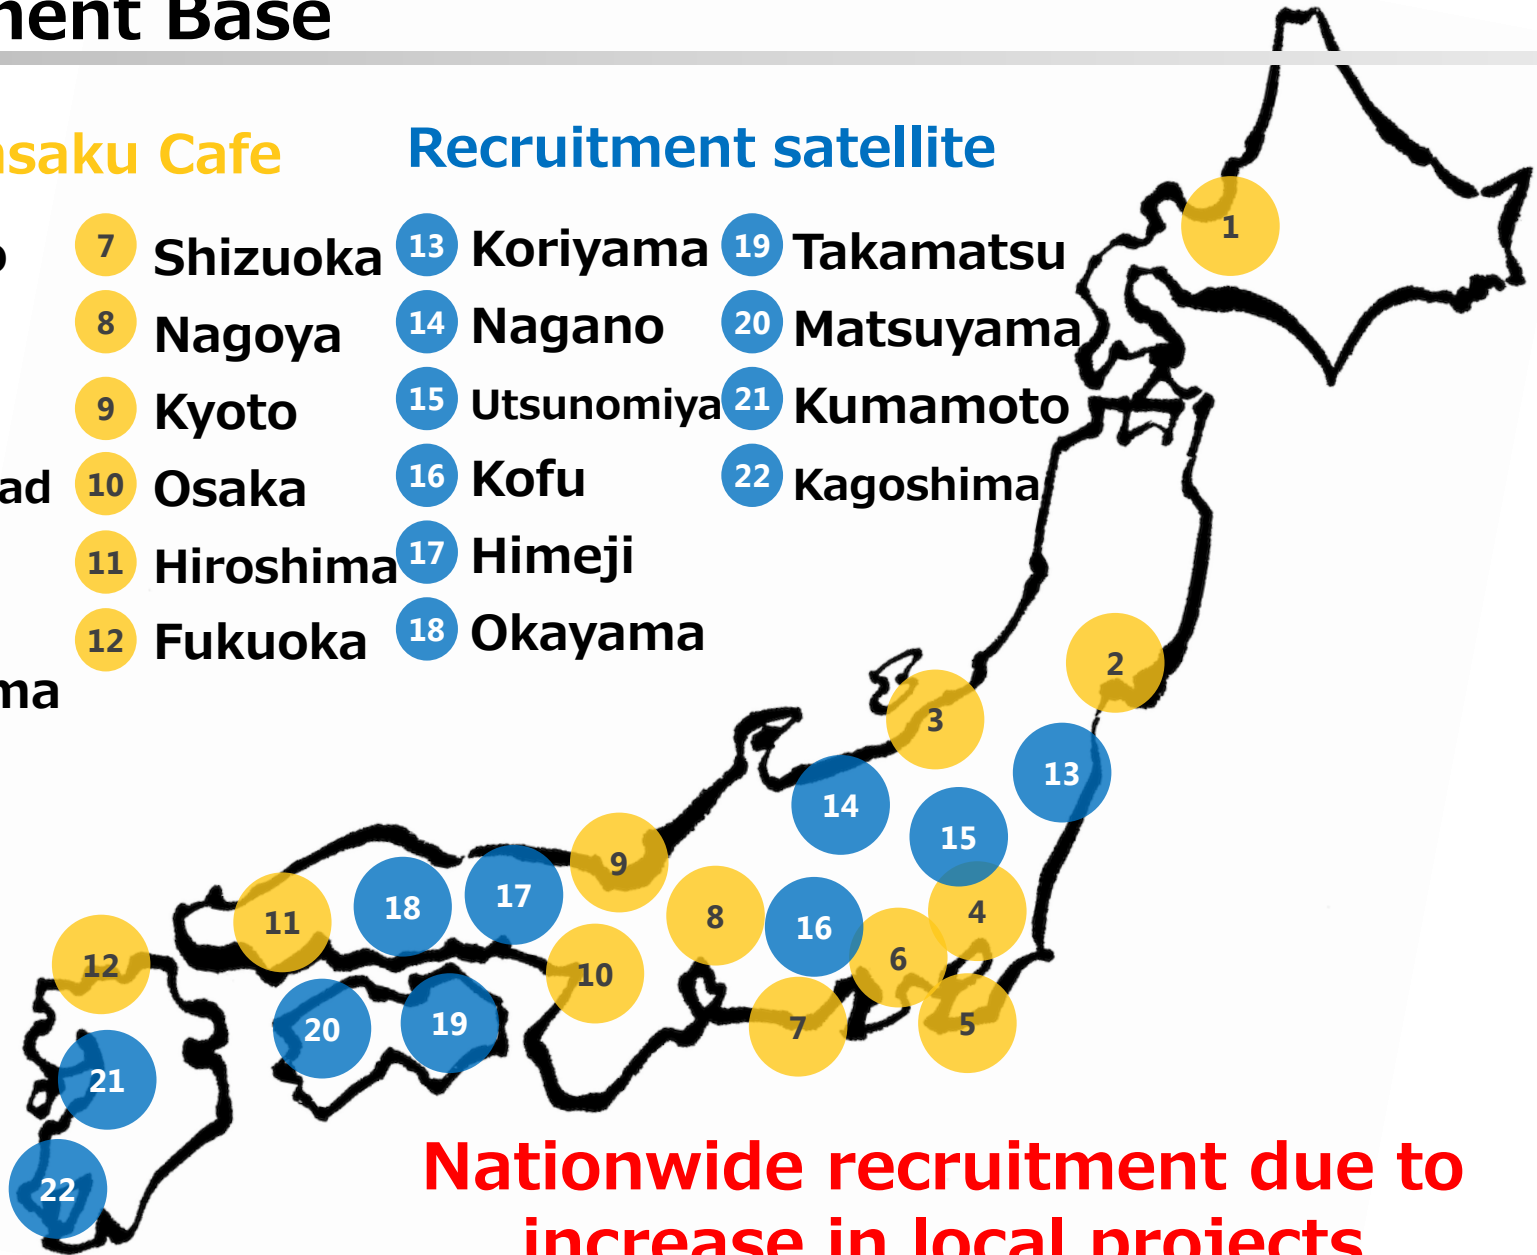 ment Base
saku Cafe
Recruitment satellite
7 Shizuoka
8 Nagoya
9 Kyoto
ad
10 Osaka
11 Hiroshima
12 Fukuoka
ma
13 Koriyama
14 Nagano
15 Utsunomiya
16 Kofu
17 Himeji
18 Okayama
19 Takamatsu
20 Matsuyama
21 Kumamoto
22 Kagoshima
1
2
3
13
14
15
9
8
16
4
17
18
11
6
12
10
7
5
20
19
21
22
Nationwide recruitment due to
increase in local projects